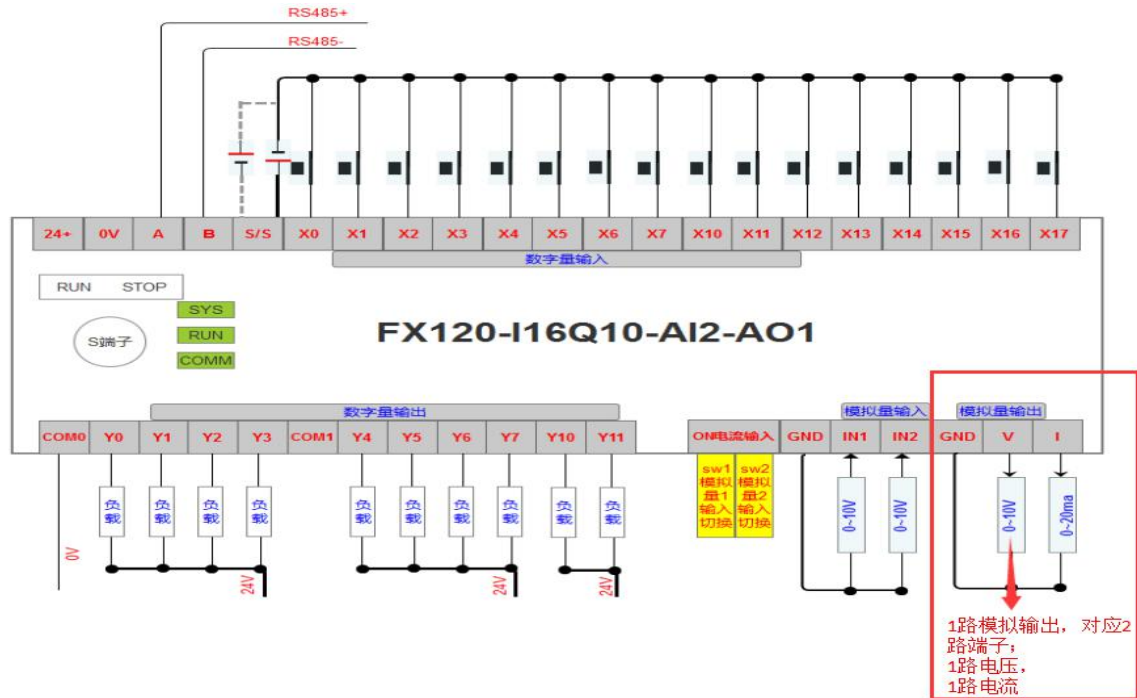 RS485+
RS485-
24+ 0V A B S/S X0 X1 X2 X3 X4 X5 X6 X7 X10 X11 X12 X13 X14 X15 X16 X17
数字量输入
RUN STOP
SYS
S端子
RUN
COMM
FX120-I16Q10-AI2-AO1
数字量输出
模拟量输入
模拟量输出
COM0 Y0 Y1 Y2 Y3 COM1 Y4 Y5 Y6 Y7 Y10 Y11
ON电流输入 GND IN1 IN2 GND V I
sw1
模拟
量1
输入
切换
sw2
模拟
量2
输入
切换
负载
负载
负载
负载
负载
负载
负载
负载
负载
负载
0~10V
0~10V
0~10V
0~20ma
0V
24V
24V
24V
1路模拟输出，对应2
路端子；
1路电压，
1路电流